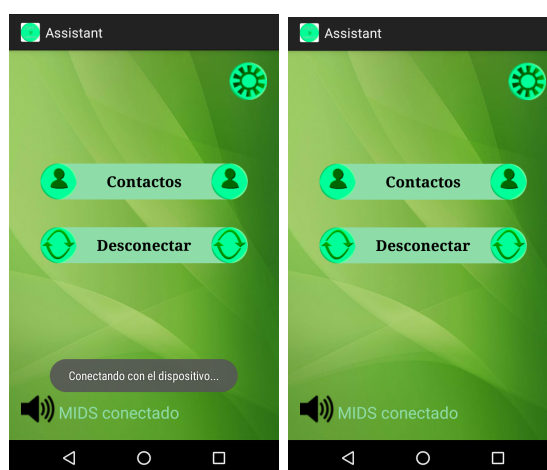 Assistant
Contactos
Desconectar
Conectando con el dispositivo...
MIDS conectado
Assistant
Contactos
Desconectar
MIDS conectado